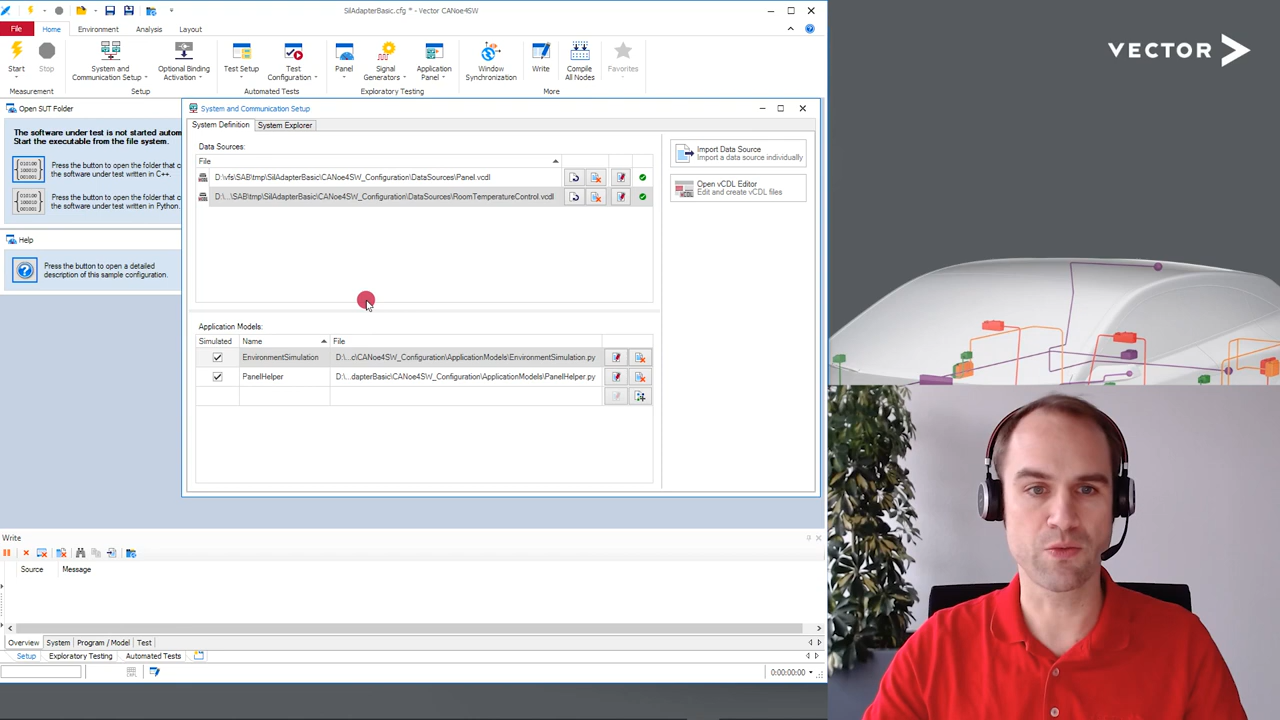 SilAdapterBasic.cfg * - Vector CANoe4SW
File Home Environment Analysis Layout
Start
Stop
System and Communication Setup
Optional Binding Activation
Test Setup
Test Configuration
Panel
Signal Generators
Application Panel
Window Synchronization
Write
Compile All Nodes
Favorites
Measurement Setup Automated Tests Exploratory Testing More
VECTOR
Open SUT Folder
The software under test is not started autom
Start the executable from the file system.
Press the button to open the folder that c
the software under test written in C++.
Press the button to open the folder that c
the software under test written in Python.
Help
Press the button to open a detailed
description of this sample configuration.
System and Communication Setup
System Definition System Explorer
Data Sources:
File
D:\vfs\SAB\tmp\SilAdapterBasic\CANoe4SW_Configuration\DataSources\Panel.vcdl
D:\...\SAB\tmp\SilAdapterBasic\CANoe4SW_Configuration\DataSources\RoomTemperatureControl.vcdl
Import Data Source
Import a data source individually
Open vCDL Editor
Edit and create vCDL files
Application Models:
Simulated Name File
EnvironmentSimulation D:\...c\CANoe4SW_Configuration\ApplicationModels\EnvironmentSimulation.py
PanelHelper D:\...dapterBasic\CANoe4SW_Configuration\ApplicationModels\PanelHelper.py
Write
Source Message
Overview System Program / Model Test
Setup Exploratory Testing Automated Tests
0:00:00:00